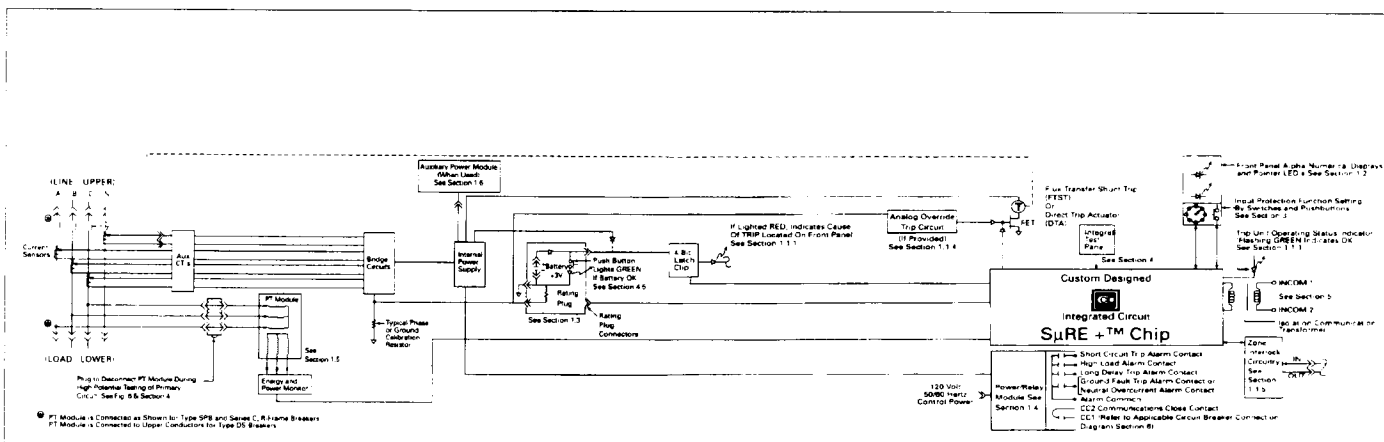 (LINE UPPER)
A B C N
Current
Sensors
Aux
CT s
(LOAD LOWER)
Plug to Disconnect PT Module During
High Potential Testing of Primary
Circuit See Fig 8 & Section 4
PT Module is Connected as Shown for Type SPB and Series C, R-Frame Breakers
PT Module is Connected to Upper Conductors for Type DS Breakers
PT Module
See
Section 1.5
Energy and
Power Monitor
Bridge
Circuits
Typical Phase
or Ground
Calibration
Resistor
Auxiliary Power Module
(When Used)
See Section 1.6
Internal
Power
Supply
Battery
+3V
Rating
Plug
See Section 1.3
Push Button
Lights GREEN
If Battery OK
See Section 4.5
Rating
Plug
Connectors
4 Bit
Latch
Chip
If Lighted RED, Indicates Cause
Of TRIP Located On Front Panel
See Section 1.1.1
Analog Override
Trip Circuit
(If Provided)
See Section 1.1.4
FET
Flux Transfer Shunt Trip
(FTST)
Or
Direct Trip Actuator
(DTA)
Integral
Test
Panel
See Section 4
Front Panel Alpha Numerical Displays
and Pointer LED s See Section 1.2
Input Protection Function Setting
By Switches and Pushbuttons
See Section 3
Trip Unit Operating Status Indicator
Flashing GREEN Indicates OK
See Section 1.1.1
Custom Designed
Integrated Circuit
SµRE +™ Chip
INCOM 1
See Section 5
INCOM 2
Isolation Communication
Transformer
Zone
Interlock
Circuitry
See
Section
1.1.5
IN
OUT
120 Volt
50/60 Hertz
Control Power
Power/Relay
Module See
Section 1.4
Short Circuit Trip Alarm Contact
High Load Alarm Contact
Long Delay Trip Alarm Contact
Ground Fault Trip Alarm Contact or
Neutral Overcurrent Alarm Contact
Alarm Common
CC2 Communications Close Contact
CC1 (Refer to Applicable Circuit Breaker Connection
Diagram Section 8)